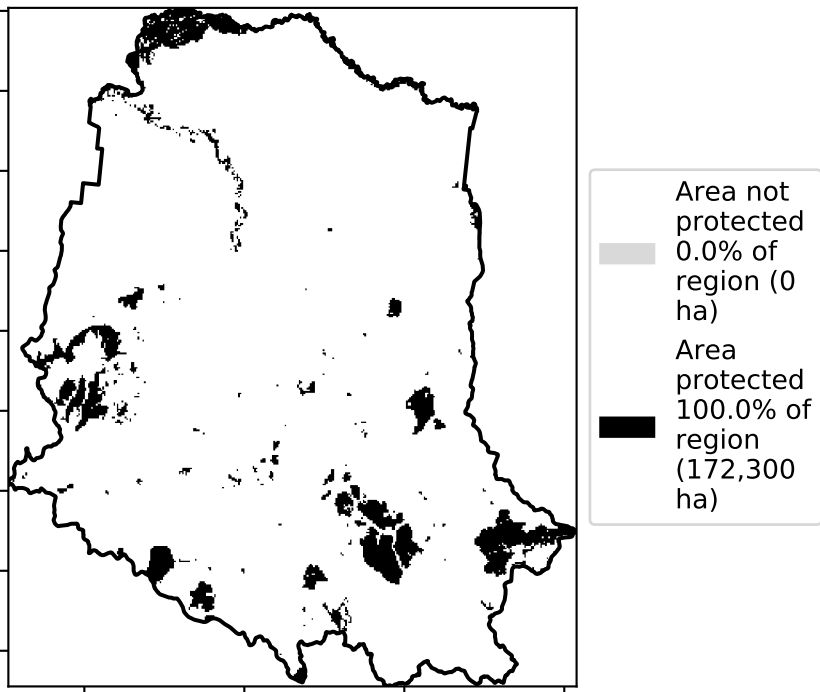 Area not
protected
0.0% of
region (0
ha)
Area
protected
100.0% of
region
(172,300
ha)